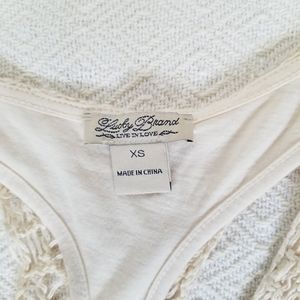 Lucky Brand
LIVE IN LOVE
XS
MADE IN CHINA